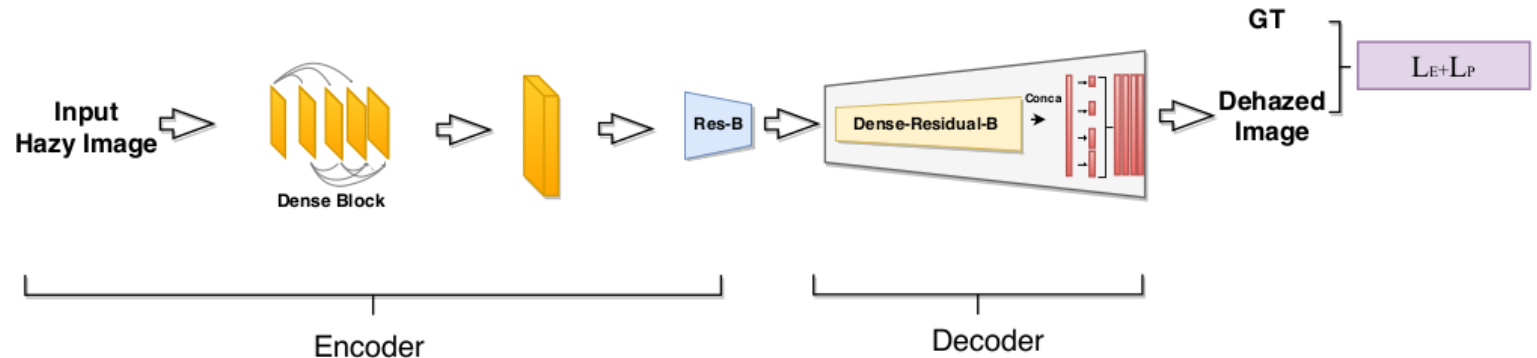 Input
Hazy Image
Dense Block
Res-B
Dense-Residual-B
Conca
GT
Dehazed
Image
LE+LP
Encoder
Decoder